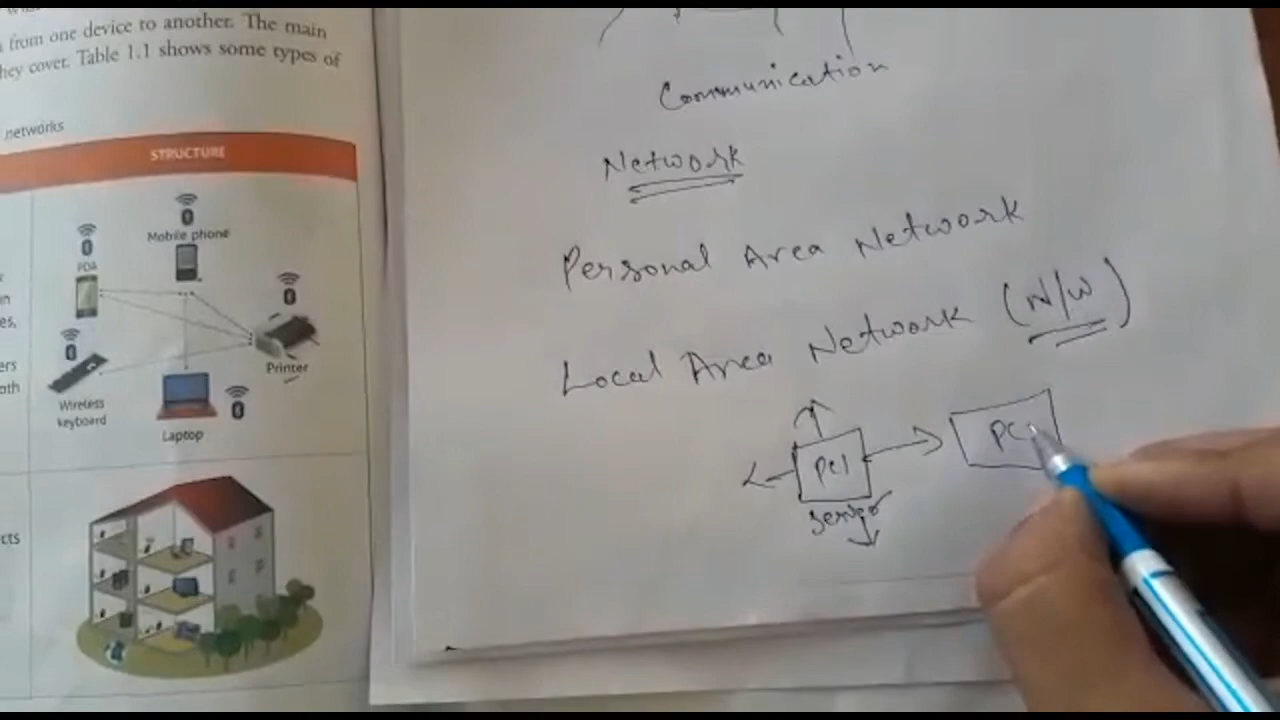 from one device to another. The main
hey cover. Table 1.1 shows some types of
networks
STRUCTURE
Mobile phone
PDA
Printer
Wireless
keyboard
Laptop
Communication
Network
Personal Area Network
Local Area Network (N/W)
PC1
PC
Server